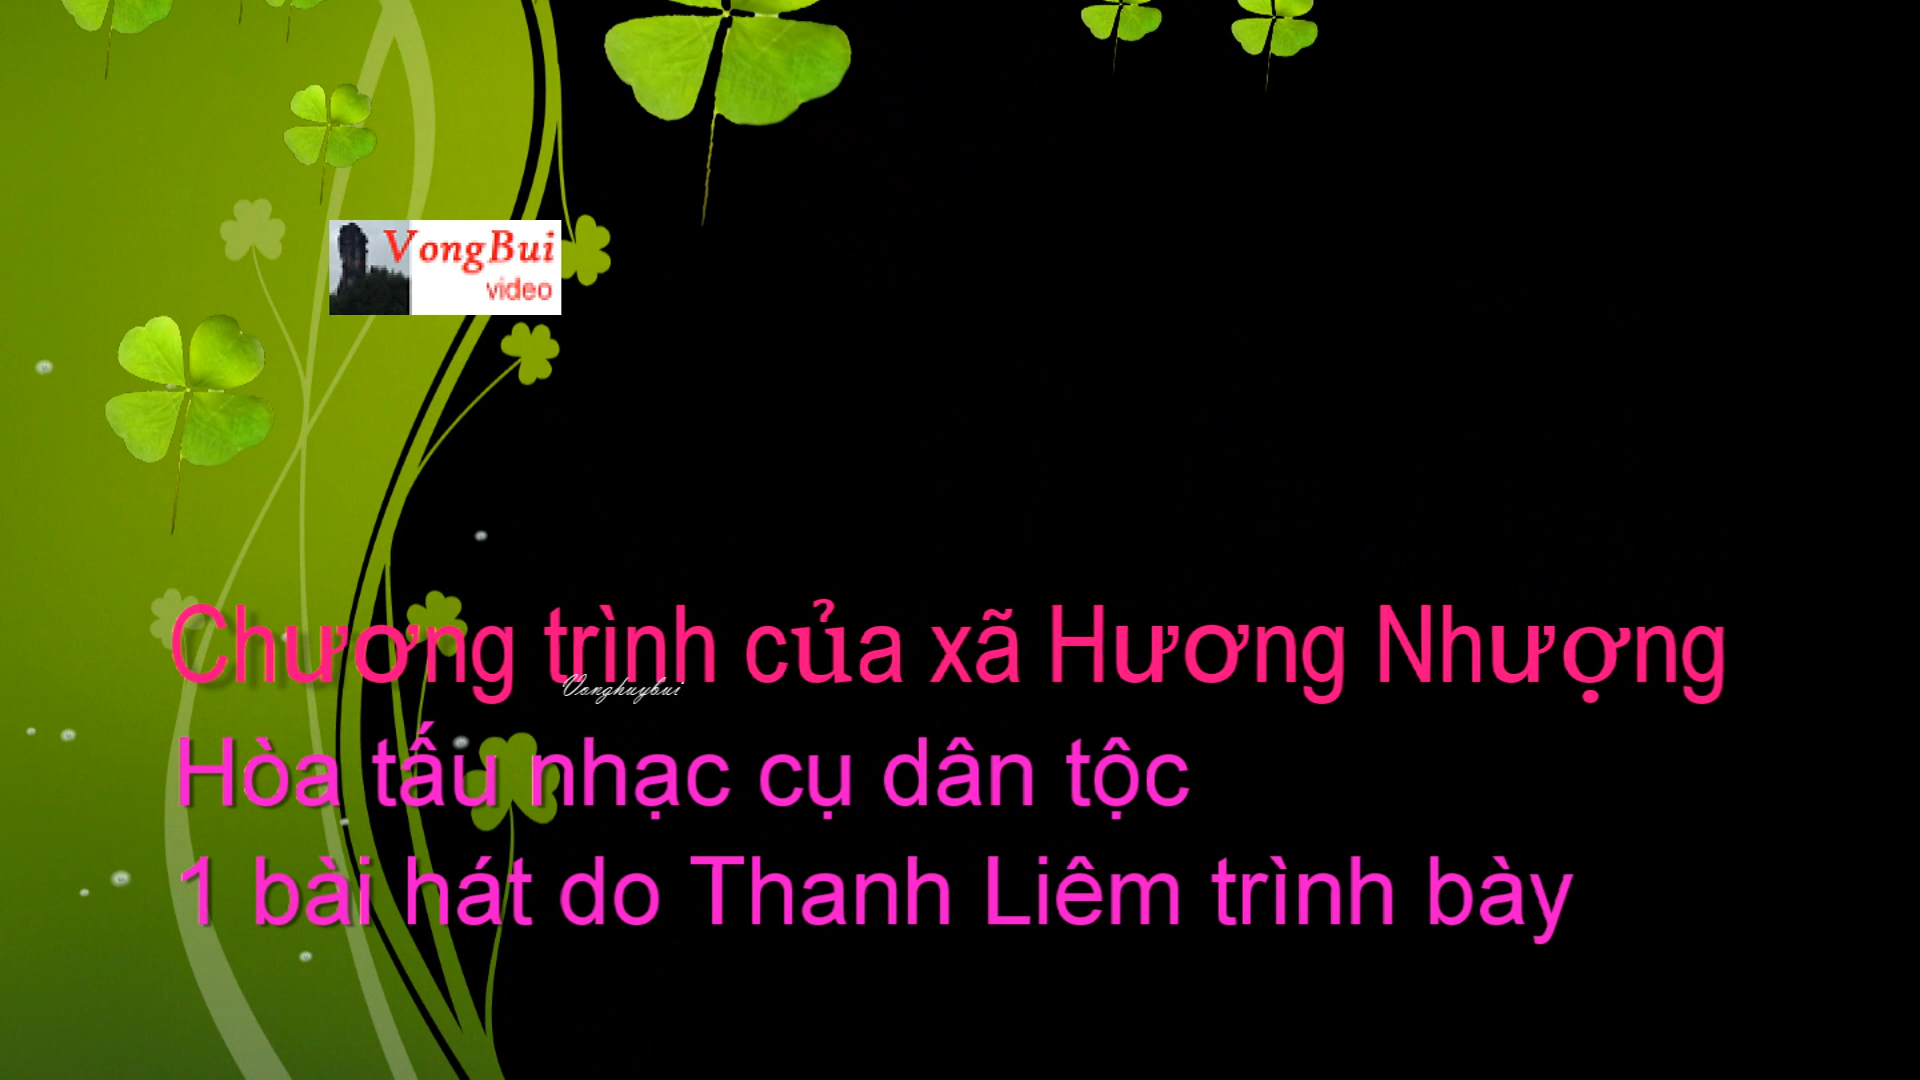 VongBui
video
Chương trình của xã Hương Nhượng
Vonghuybui
Hòa tấu nhạc cụ dân tộc
1 bài hát do Thanh Liêm trình bày